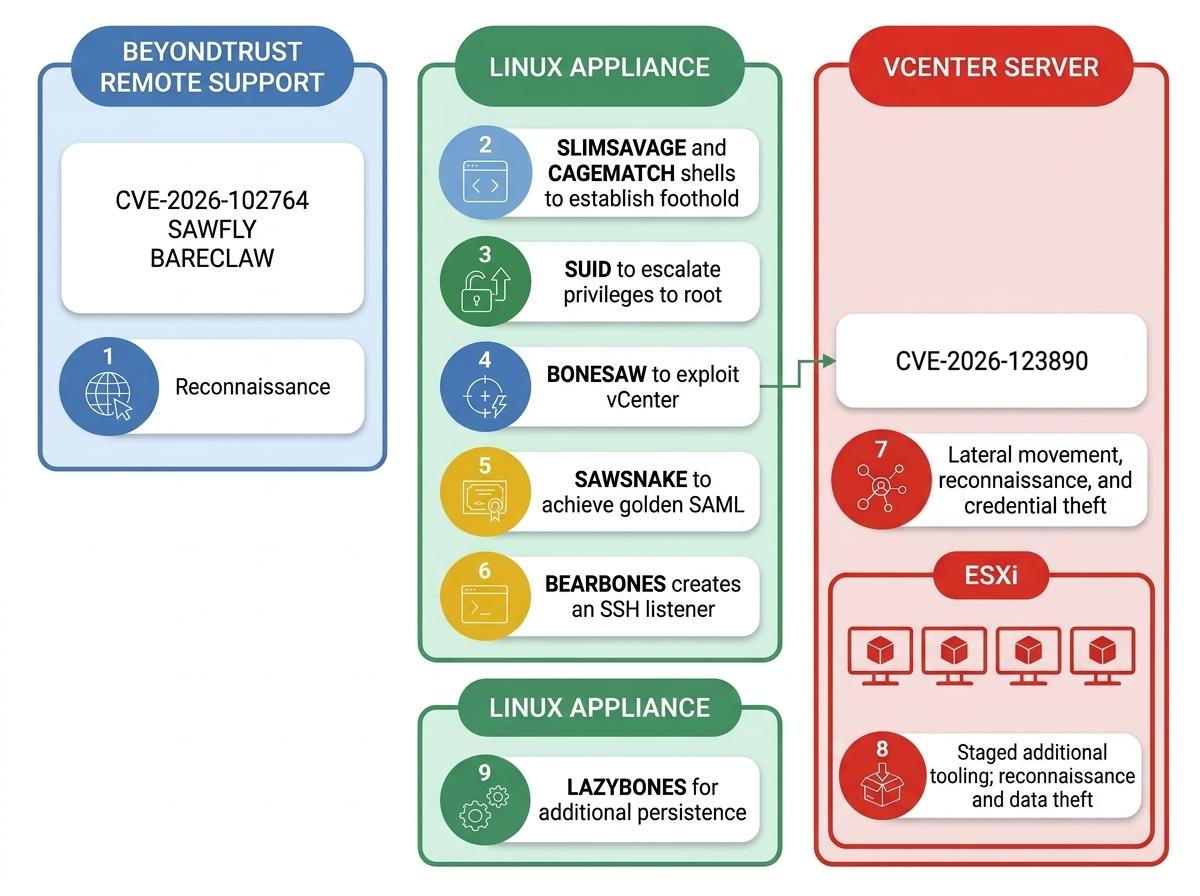 BEYONDTRUST
REMOTE SUPPORT
CVE-2026-102764
SAWFLY
BARECLAW
1
Reconnaissance
LINUX APPLIANCE
2
SLIMSAVAGE and
CAGEMATCH shells
to establish foothold
3
SUID to escalate
privileges to root
4
BONESAW to exploit
vCenter
5
SAWSNAKE to
achieve golden SAML
6
BEARBONES creates
an SSH listener
LINUX APPLIANCE
9
LAZYBONES for
additional persistence
VCENTER SERVER
CVE-2026-123890
7
Lateral movement,
reconnaissance, and
credential theft
ESXi
8
Staged additional
tooling; reconnaissance
and data theft